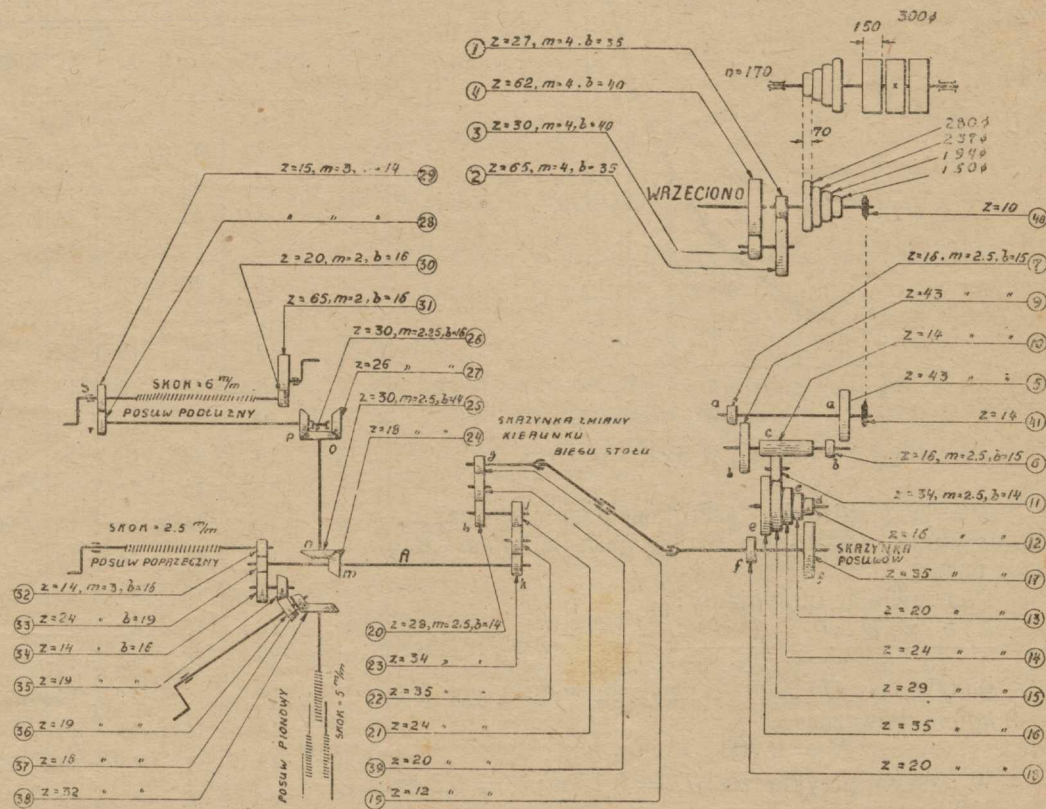 300ϕ
150
n=170
70
280ϕ
237ϕ
194ϕ
150ϕ
① z=27, m=4. b=35
④ z=62, m=4. b=40
③ z=30, m=4, b=40
② z=65, m=4, b=35
WRZECIONO
z=10 ㊽
z=15, m=3, 14 ㉙
" " " ㉘
z=20, m=2, b=16 ㉚
z=65, m=2, b=16 ㉛
z=30, m=2.25, b=16 ㉖
z=26 " " ㉗
z=30, m=2.5, b=14 ㉕
z=18 " " ㉔
z=16, m=2.5, b=15 ⑦
z=43 " " ⑨
z=14 " " ⑩
z=43 " " ⑤
z=14 ㊶
z=16, m=2.5, b=15 ⑥
z=34, m=2.5, b=14 ⑪
z=16 " " ⑫
z=35 " " ⑰
z=20 " " ⑬
z=24 " " ⑭
z=29 " " ⑮
z=35 " " ⑯
z=20 " " ⑱
a
a
b
c
b
e
d
f
SKRZYNKA
POSUWÓW
SKRZYNKA ZMIANY
KIERUNKU
BIEGU STOŁU
g
h
i
k
s
r
SKOK = 6 m/m
POSUW PODŁUŻNY
p
o
SKOK = 2.5 m/m
POSUW POPRZECZNY
n
m
A
㉜ z=14, m=3, b=16
㉝ z=24 " b=19
㉞ z=14 " b=16
㉟ z=19 " "
㊱ z=19 " "
㊲ z=16 " "
㊳ z=32 " "
POSUW PIONOWY
SKOK = 5 m/m
⑳ z=29, m=2.5, b=14
㉓ z=34 " "
㉒ z=35 " "
㉑ z=24 " "
㊴ z=20 " "
⑲ z=12 " "